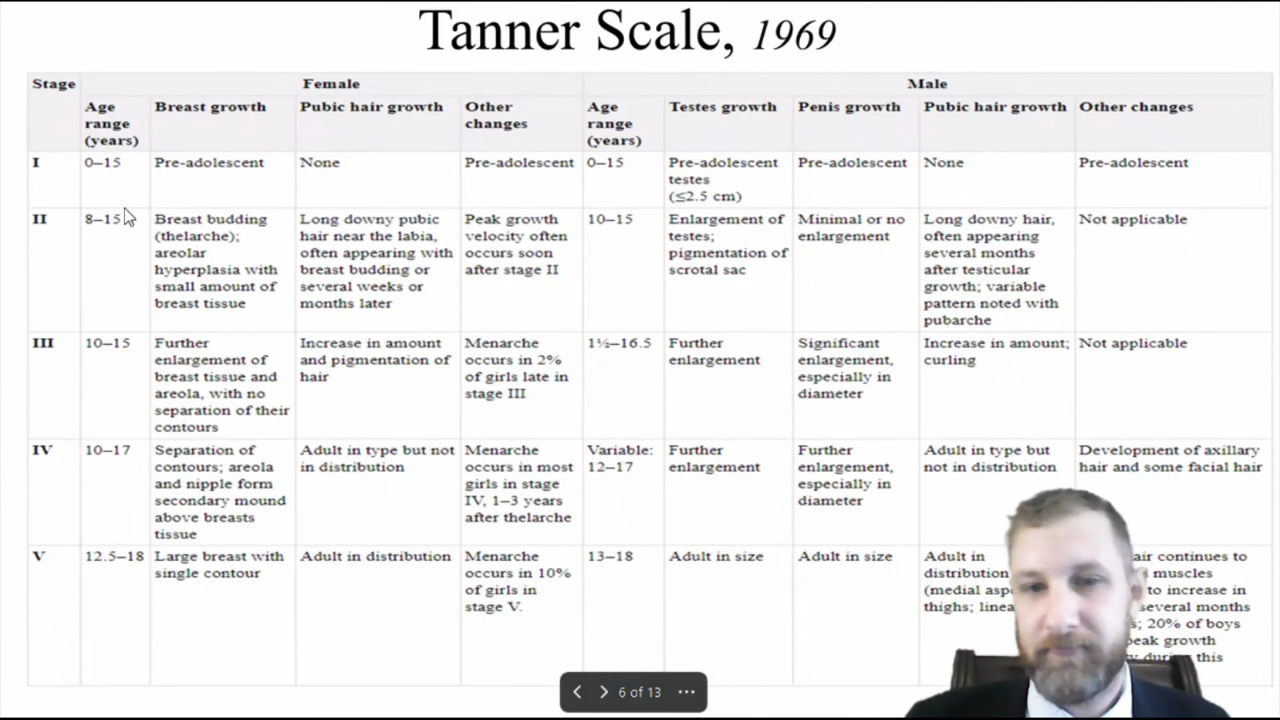 Tanner Scale, 1969
Stage
Female
Male
Age
range
(years)
Breast growth
Pubic hair growth
Other
changes
Age
range
(years)
Testes growth
Penis growth
Pubic hair growth
Other changes
I
0–15
Pre-adolescent
None
Pre-adolescent
0–15
Pre-adolescent
testes
(≤2.5 cm)
Pre-adolescent
None
Pre-adolescent
II
8–15
Breast budding
(thelarche);
areolar
hyperplasia with
small amount of
breast tissue
Long downy pubic
hair near the labia,
often appearing with
breast budding or
several weeks or
months later
Peak growth
velocity often
occurs soon
after stage II
10–15
Enlargement of
testes;
pigmentation of
scrotal sac
Minimal or no
enlargement
Long downy hair,
often appearing
several months
after testicular
growth; variable
pattern noted with
pubarche
Not applicable
III
10–15
Further
enlargement of
breast tissue and
areola, with no
separation of their
contours
Increase in amount
and pigmentation of
hair
Menarche
occurs in 2%
of girls late in
stage III
1½–16.5
Further
enlargement
Significant
enlargement,
especially in
diameter
Increase in amount;
curling
Not applicable
IV
10–17
Separation of
contours; areola
and nipple form
secondary mound
above breasts
tissue
Adult in type but not
in distribution
Menarche
occurs in most
girls in stage
IV, 1–3 years
after thelarche
Variable:
12–17
Further
enlargement
Further
enlargement,
especially in
diameter
Adult in type but
not in distribution
Development of axillary
hair and some facial hair
V
12.5–18
Large breast with
single contour
Adult in distribution
Menarche
occurs in 10%
of girls in
stage V.
13–18
Adult in size
Adult in size
Adult in
distribution
(medial
thighs;
continues to
muscles
to increase in
several months
20% of boys
growth
this
6 of 13